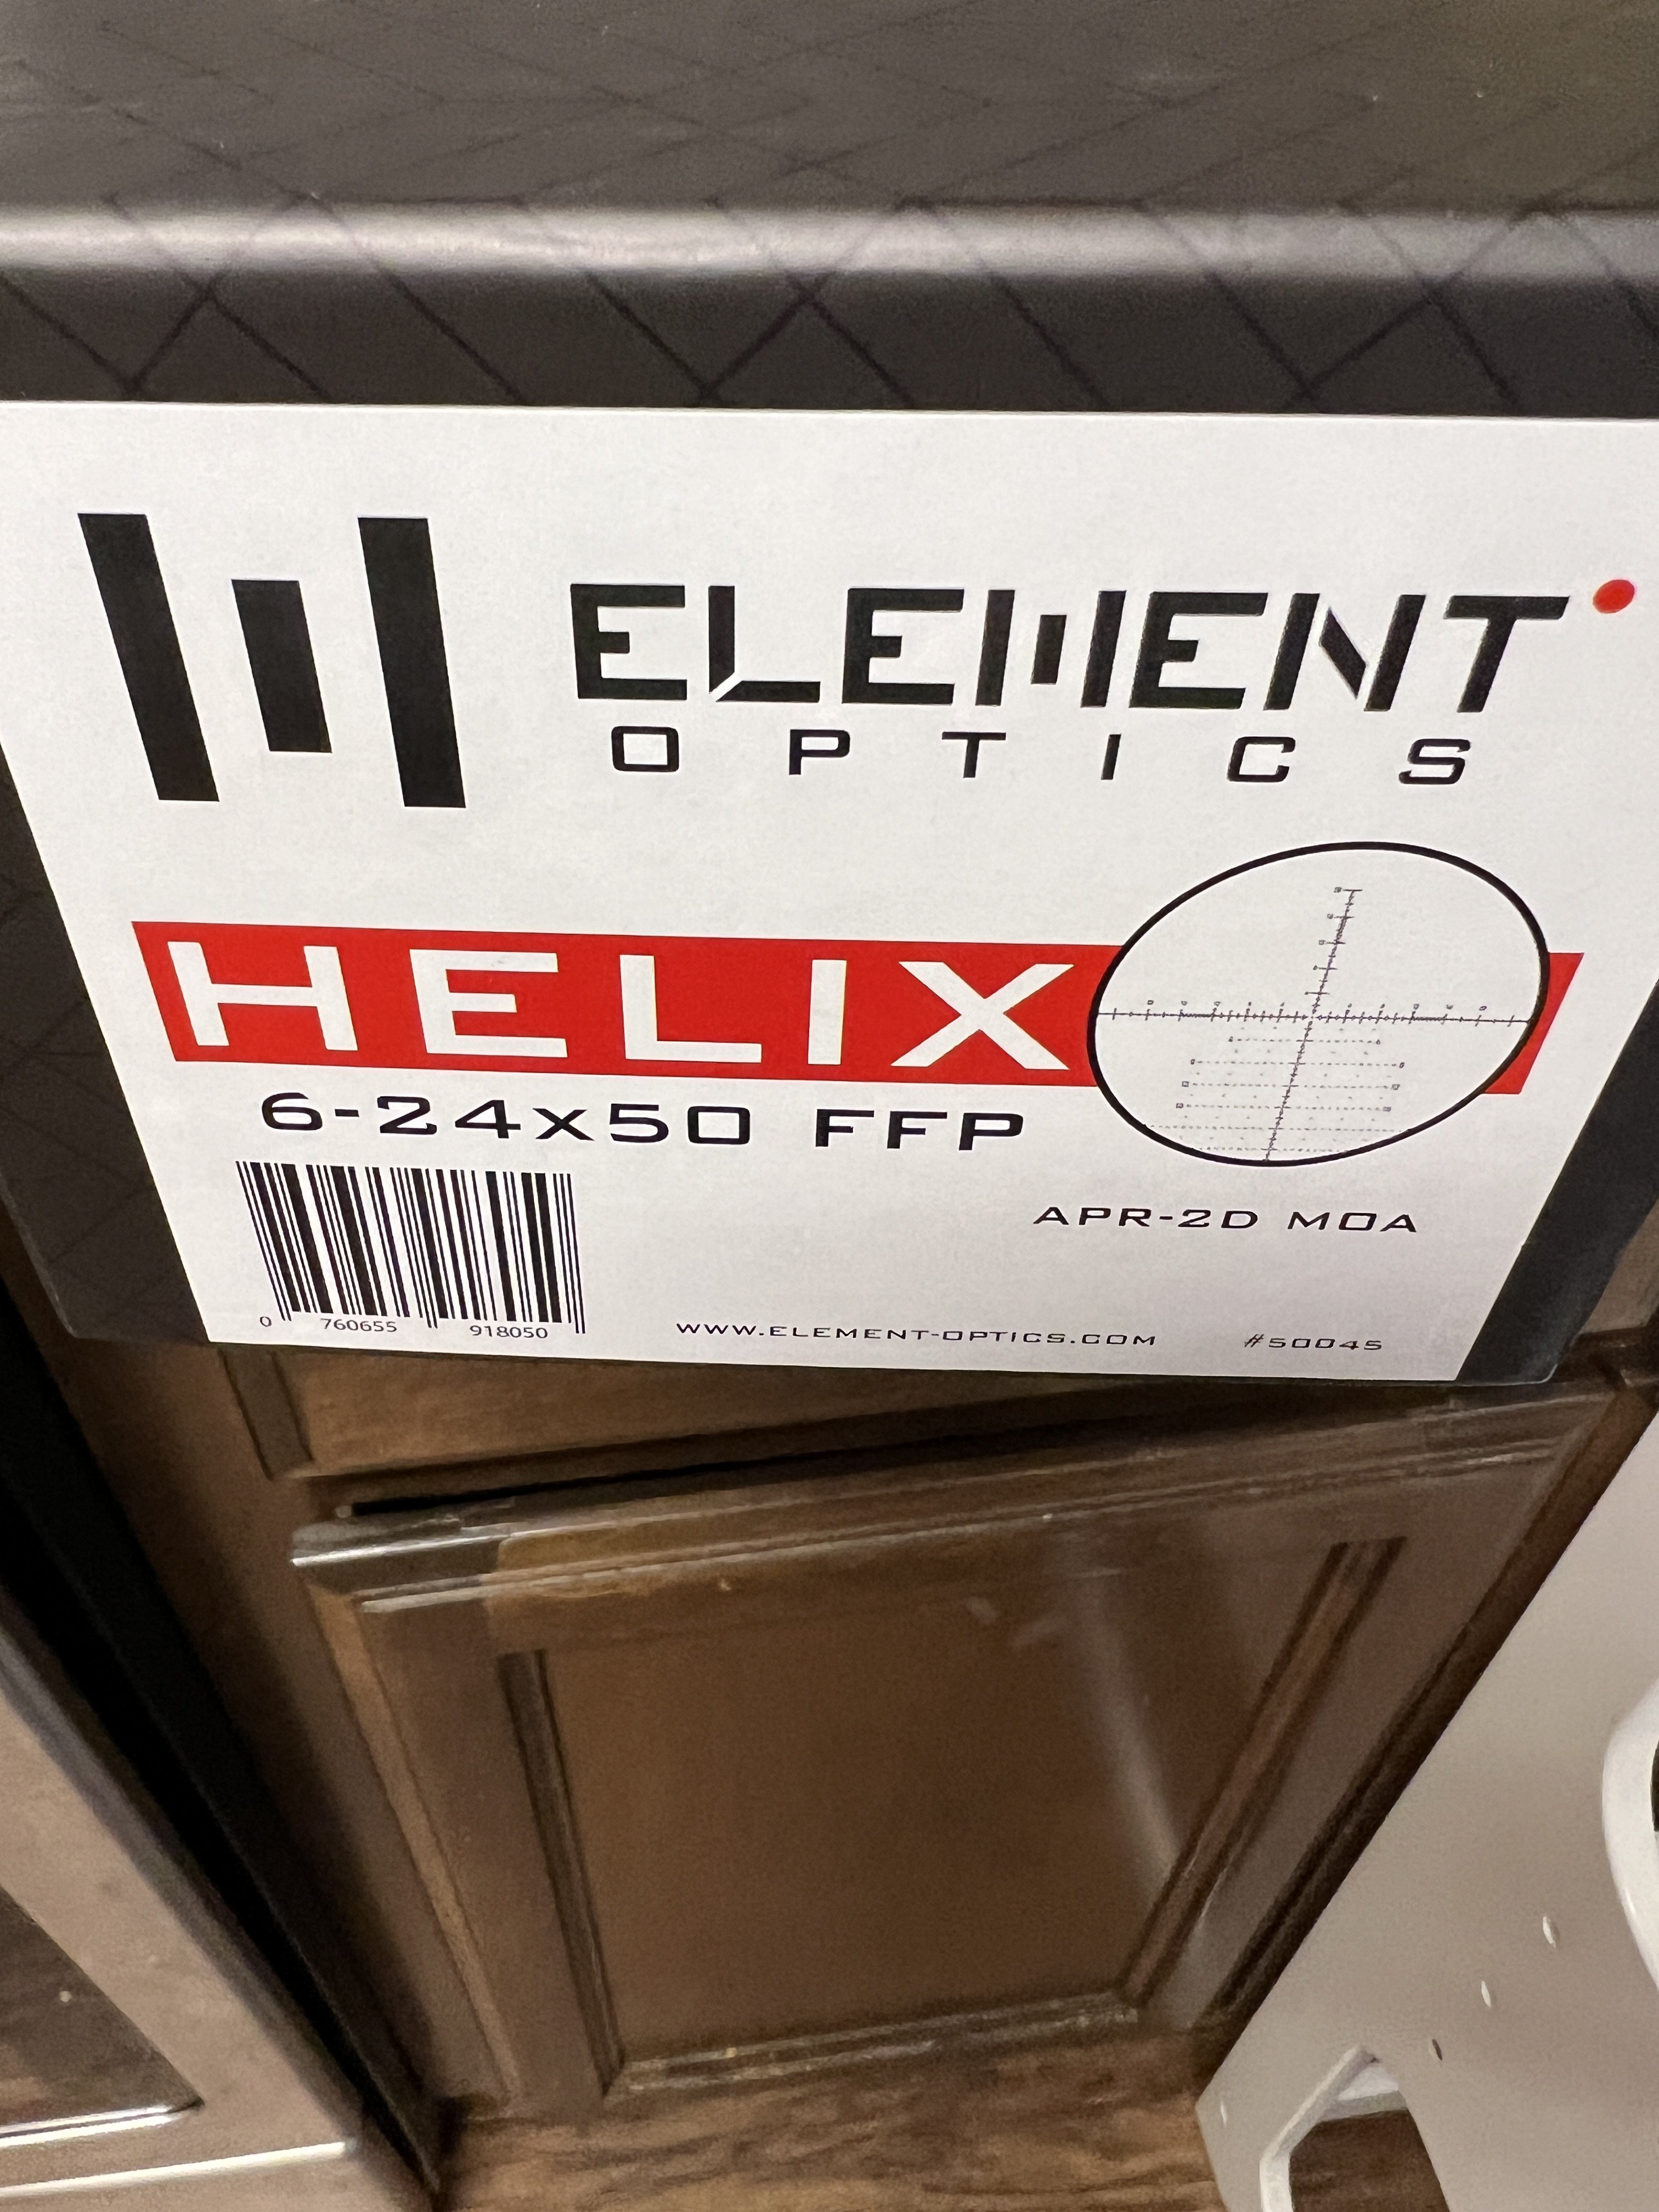 ELEMENT
OPTICS
HELIX
6-24x50 FFP
APR-2D MOA
0 760655 918050
WWW.ELEMENT-OPTICS.COM #50045